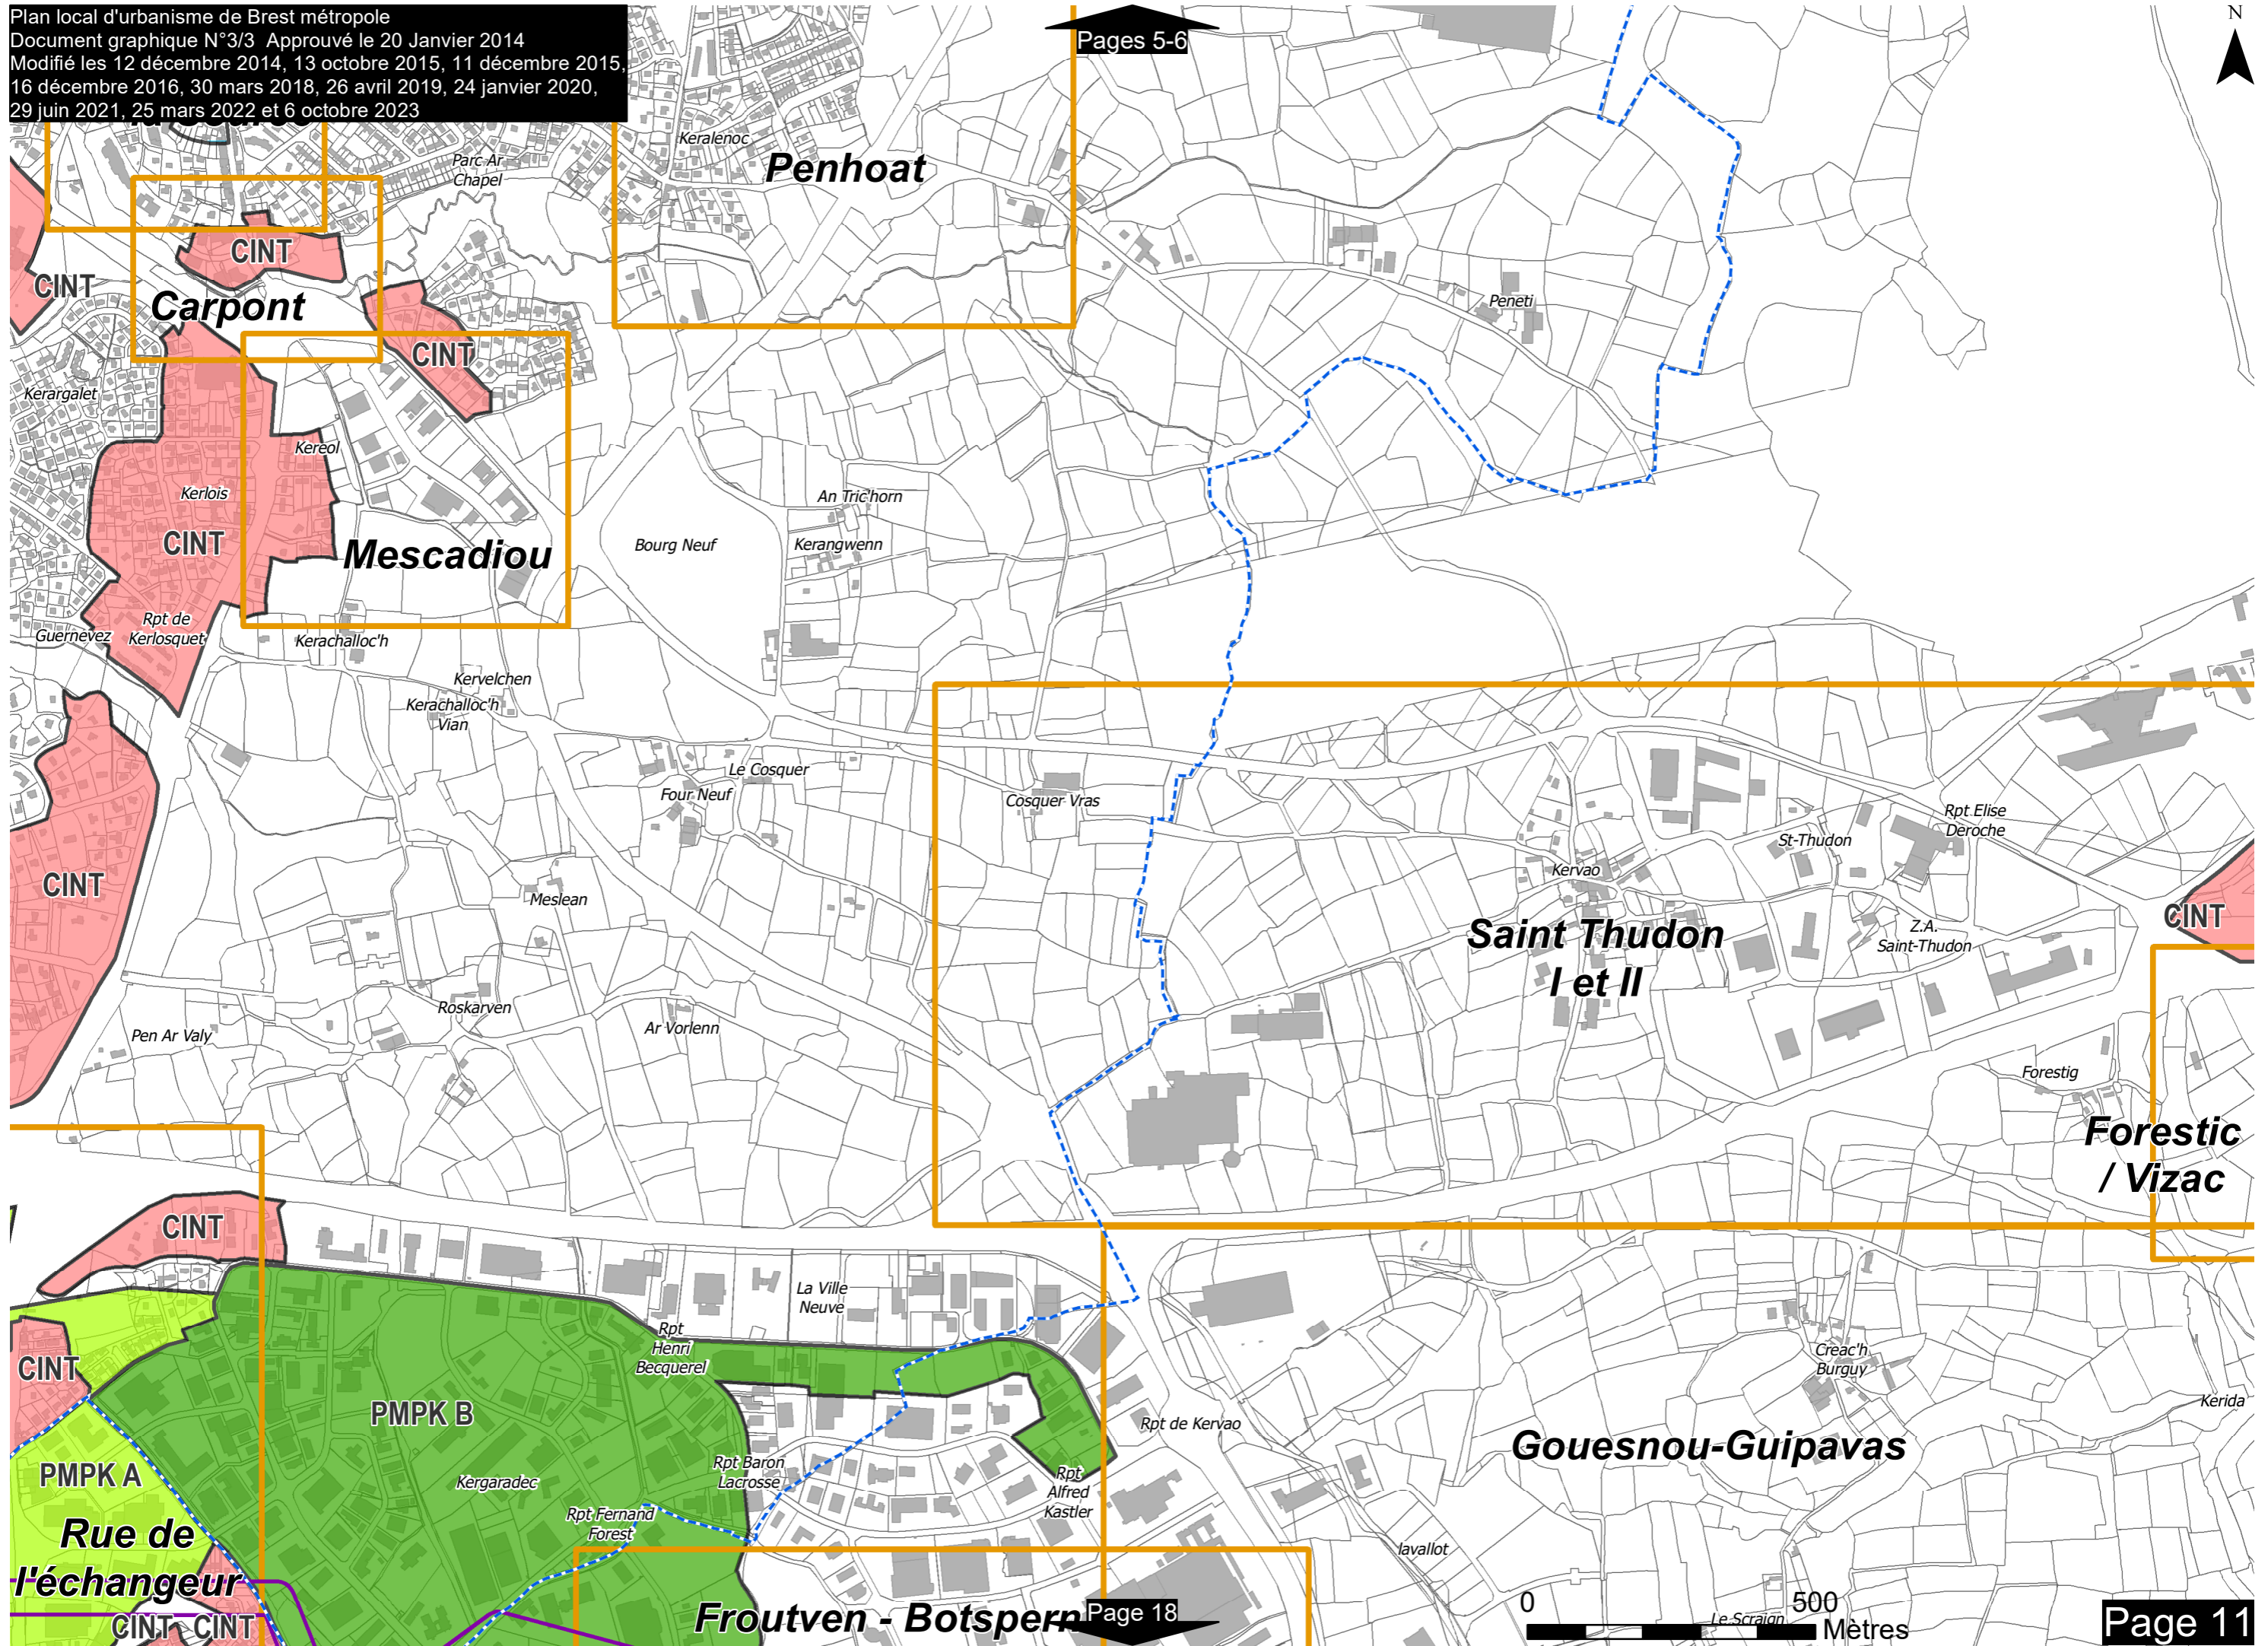 Plan local d'urbanisme de Brest métropole
Document graphique N°3/3 Approuvé le 20 Janvier 2014
Modifié les 12 décembre 2014, 13 octobre 2015, 11 décembre 2015,
16 décembre 2016, 30 mars 2018, 26 avril 2019, 24 janvier 2020,
29 juin 2021, 25 mars 2022 et 6 octobre 2023
Pages 5-6
N
Keralenoc
Penhoat
Parc Ar
Chapel
CINT
CINT
Carpont
Peneti
CINT
Kerargalet
Kereol
Kerlois
CINT
An Tric'horn
Bourg Neuf
Kerangwenn
Mescadiou
Rpt de
Kerlosquet
Guernevez
Kerachalloc'h
Kervelchen
Kerachalloc'h
Vian
Le Cosquer
Four Neuf
Cosquer Vras
Rpt Elise
Deroche
St-Thudon
Kervao
CINT
Meslean
CINT
Saint Thudon
I et II
Z.A.
Saint-Thudon
Roskarven
Ar Vorlenn
Pen Ar Valy
Forestig
Forestic
/ Vizac
CINT
La Ville
Neuve
Rpt
Henri
Becquerel
CINT
Creac'h
Burguy
Kerida
PMPK B
Rpt de Kervao
Gouesnou-Guipavas
PMPK A
Kergaradec
Rpt Baron
Lacrosse
Rpt
Alfred
Kastler
Rpt Fernand
Forest
Rue de
l'échangeur
lavallot
CINT
CINT
Froutven - Botspern
Page 18
0
500
Mètres
Le Scraign
Page 11